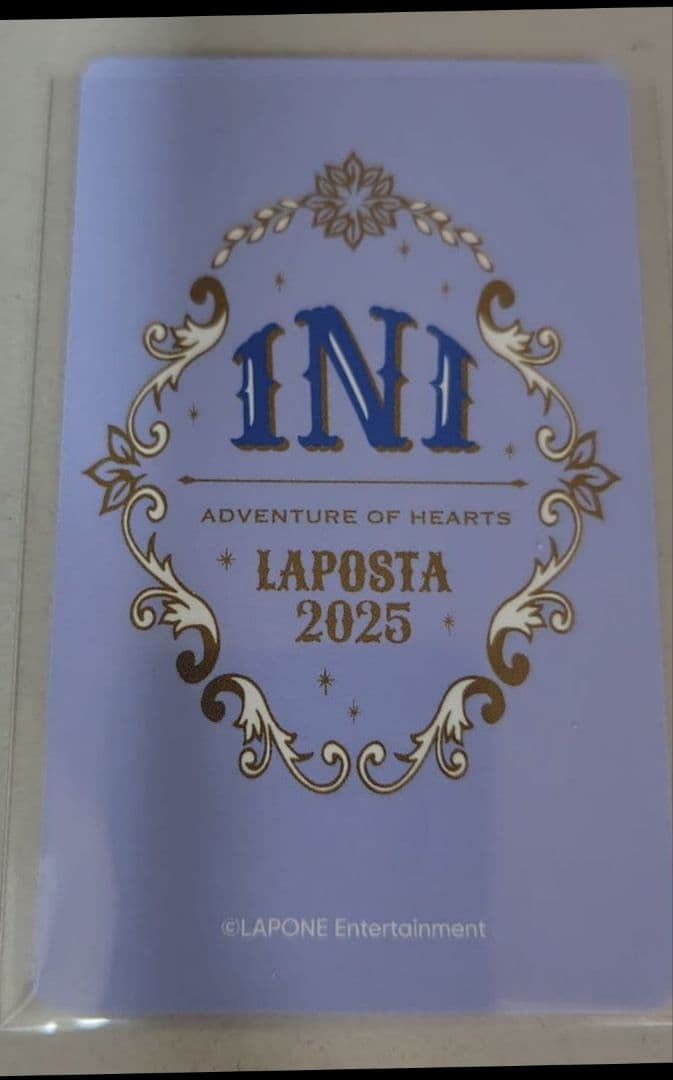 INI
ADVENTURE OF HEARTS
LAPOSTA
2025
©LAPONE Entertainment